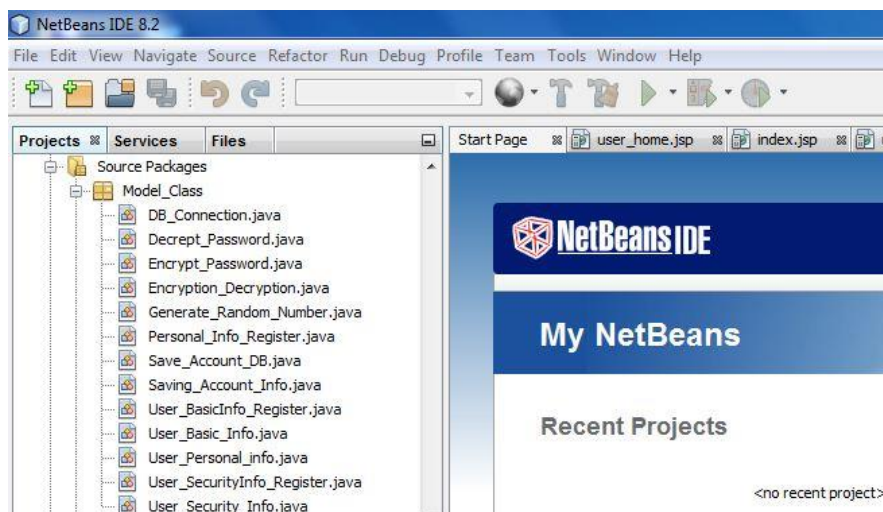 NetBeans IDE 8.2
File Edit View Navigate Source Refactor Run Debug Profile Team Tools Window Help
Projects Services Files
Start Page user_home.jsp index.jsp
Source Packages
Model_Class
DB_Connection.java
Decrept_Password.java
Encrypt_Password.java
Encryption_Decryption.java
Generate_Random_Number.java
Personal_Info_Register.java
Save_Account_DB.java
Saving_Account_Info.java
User_BasicInfo_Register.java
User_Basic_Info.java
User_Personal_info.java
User_SecurityInfo_Register.java
User_Security_Info.java
NetBeans IDE
My NetBeans
Recent Projects
<no recent project>